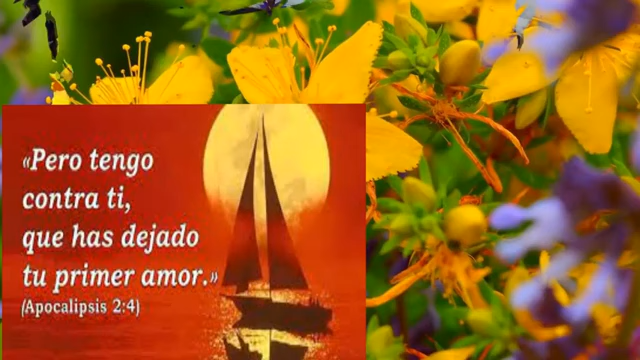 «Pero tengo
contra ti,
que has dejado
tu primer amor.»
(Apocalipsis 2:4)